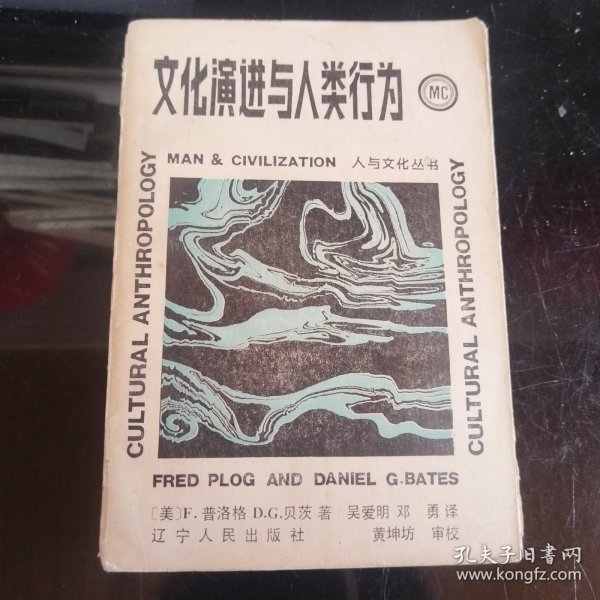 文化演进与人类行为 MC
MAN & CIVILIZATION 人与文化丛书
CULTURAL ANTHROPOLOGY
CULTURAL ANTHROPOLOGY
FRED PLOG AND DANIEL G.BATES
〔美〕F.普洛格 D.G.贝茨 著 吴爱明 邓 勇 译
辽宁人民出版社 黄坤坊 审校
孔夫子旧书网
www.kongfz.com